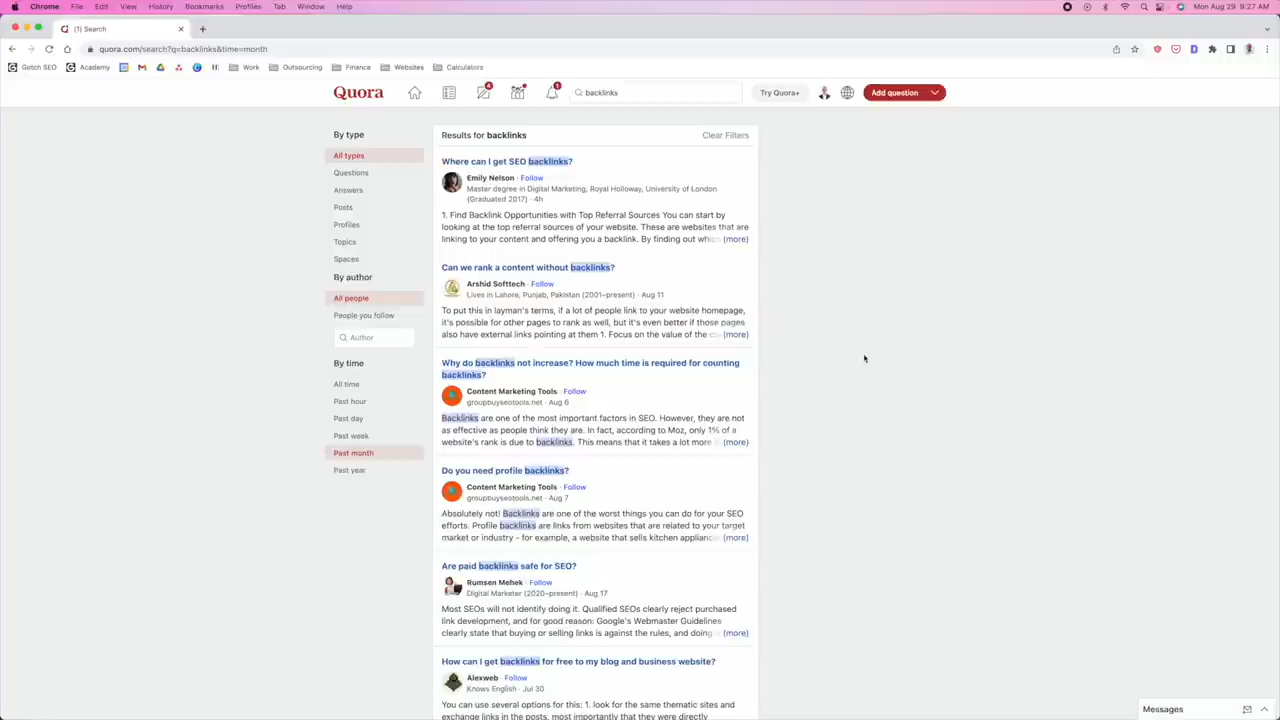 Chrome File Edit View History Bookmarks Profiles Tab Window Help Mon Aug 29 9:27 AM
(1) Search
quora.com/search?q=backlinks&time=month
Gotch SEO Academy Work Outsourcing Finance Websites Calculators
Quora 4 1 backlinks Try Quora+ Add question
By type
All types
Questions
Answers
Posts
Profiles
Topics
Spaces
By author
All people
People you follow
Author
By time
All time
Past hour
Past day
Past week
Past month
Past year
Results for backlinks Clear Filters
Where can I get SEO backlinks?
Emily Nelson · Follow
Master degree in Digital Marketing, Royal Holloway, University of London
(Graduated 2017) · 4h
1. Find Backlink Opportunities with Top Referral Sources You can start by
looking at the top referral sources of your website. These are websites that are
linking to your content and offering you a backlink. By finding out which (more)
Can we rank a content without backlinks?
Arshid Softtech · Follow
Lives in Lahore, Punjab, Pakistan (2001–present) · Aug 11
To put this in layman's terms, if a lot of people link to your website homepage,
it's possible for other pages to rank as well, but it's even better if those pages
also have external links pointing at them 1. Focus on the value of the (more)
Why do backlinks not increase? How much time is required for counting
backlinks?
Content Marketing Tools · Follow
groupbuyseotools.net · Aug 6
Backlinks are one of the most important factors in SEO. However, they are not
as effective as people think they are. In fact, according to Moz, only 1% of a
website's rank is due to backlinks. This means that it takes a lot more (more)
Do you need profile backlinks?
Content Marketing Tools · Follow
groupbuyseotools.net · Aug 7
Absolutely not! Backlinks are one of the worst things you can do for your SEO
efforts. Profile backlinks are links from websites that are related to your target
market or industry - for example, a website that sells kitchen applianc (more)
Are paid backlinks safe for SEO?
Rumsen Mehek · Follow
Digital Marketer (2020–present) · Aug 17
Most SEOs will not identify doing it. Qualified SEOs clearly reject purchased
link development, and for good reason: Google's Webmaster Guidelines
clearly state that buying or selling links is against the rules, and doing (more)
How can I get backlinks for free to my blog and business website?
Alexweb · Follow
Knows English · Jul 30
You can use several options for this: 1. look for the same thematic sites and
exchange links in the posts, most importantly that they were directly
Messages